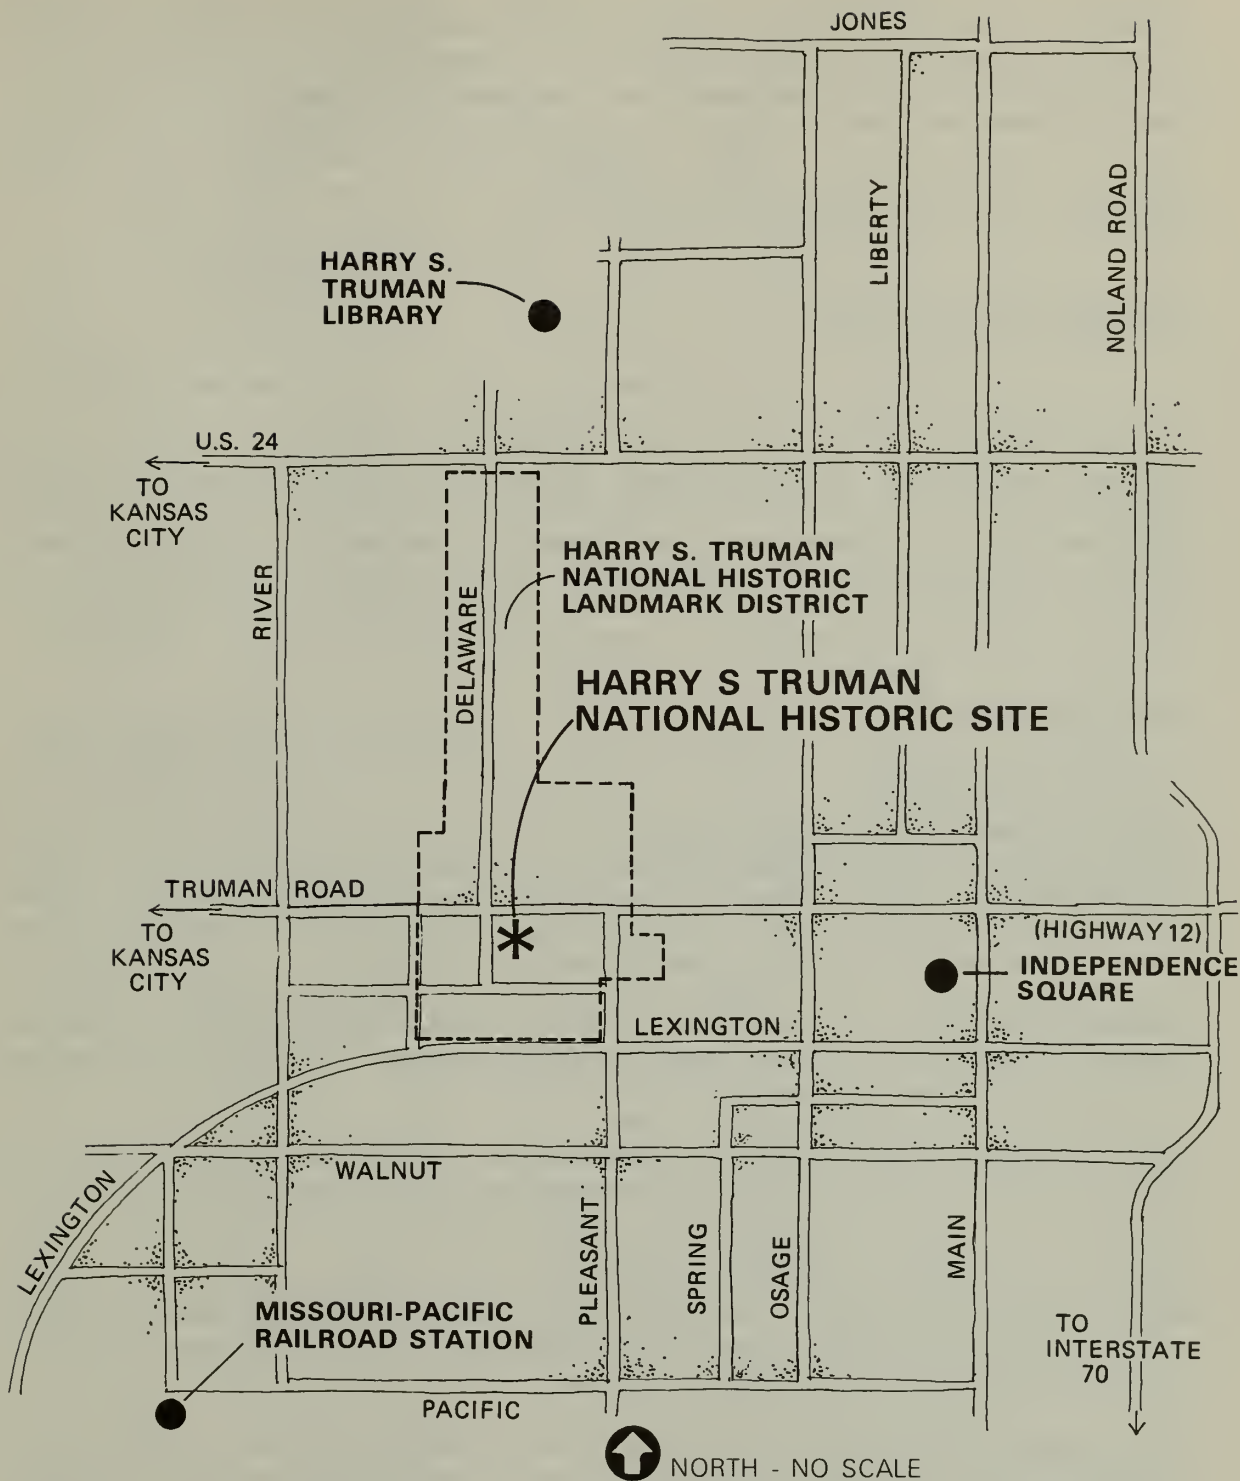 JONES
LIBERTY
NOLAND ROAD
HARRY S.
TRUMAN
LIBRARY
U.S. 24
TO
KANSAS
CITY
RIVER
DELAWARE
HARRY S. TRUMAN
NATIONAL HISTORIC
LANDMARK DISTRICT
HARRY S TRUMAN
NATIONAL HISTORIC SITE
TRUMAN ROAD
TO
KANSAS
CITY
(HIGHWAY 12)
INDEPENDENCE
SQUARE
LEXINGTON
WALNUT
LEXINGTON
PLEASANT
SPRING
OSAGE
MAIN
MISSOURI-PACIFIC
RAILROAD STATION
TO
INTERSTATE
70
PACIFIC
NORTH - NO SCALE